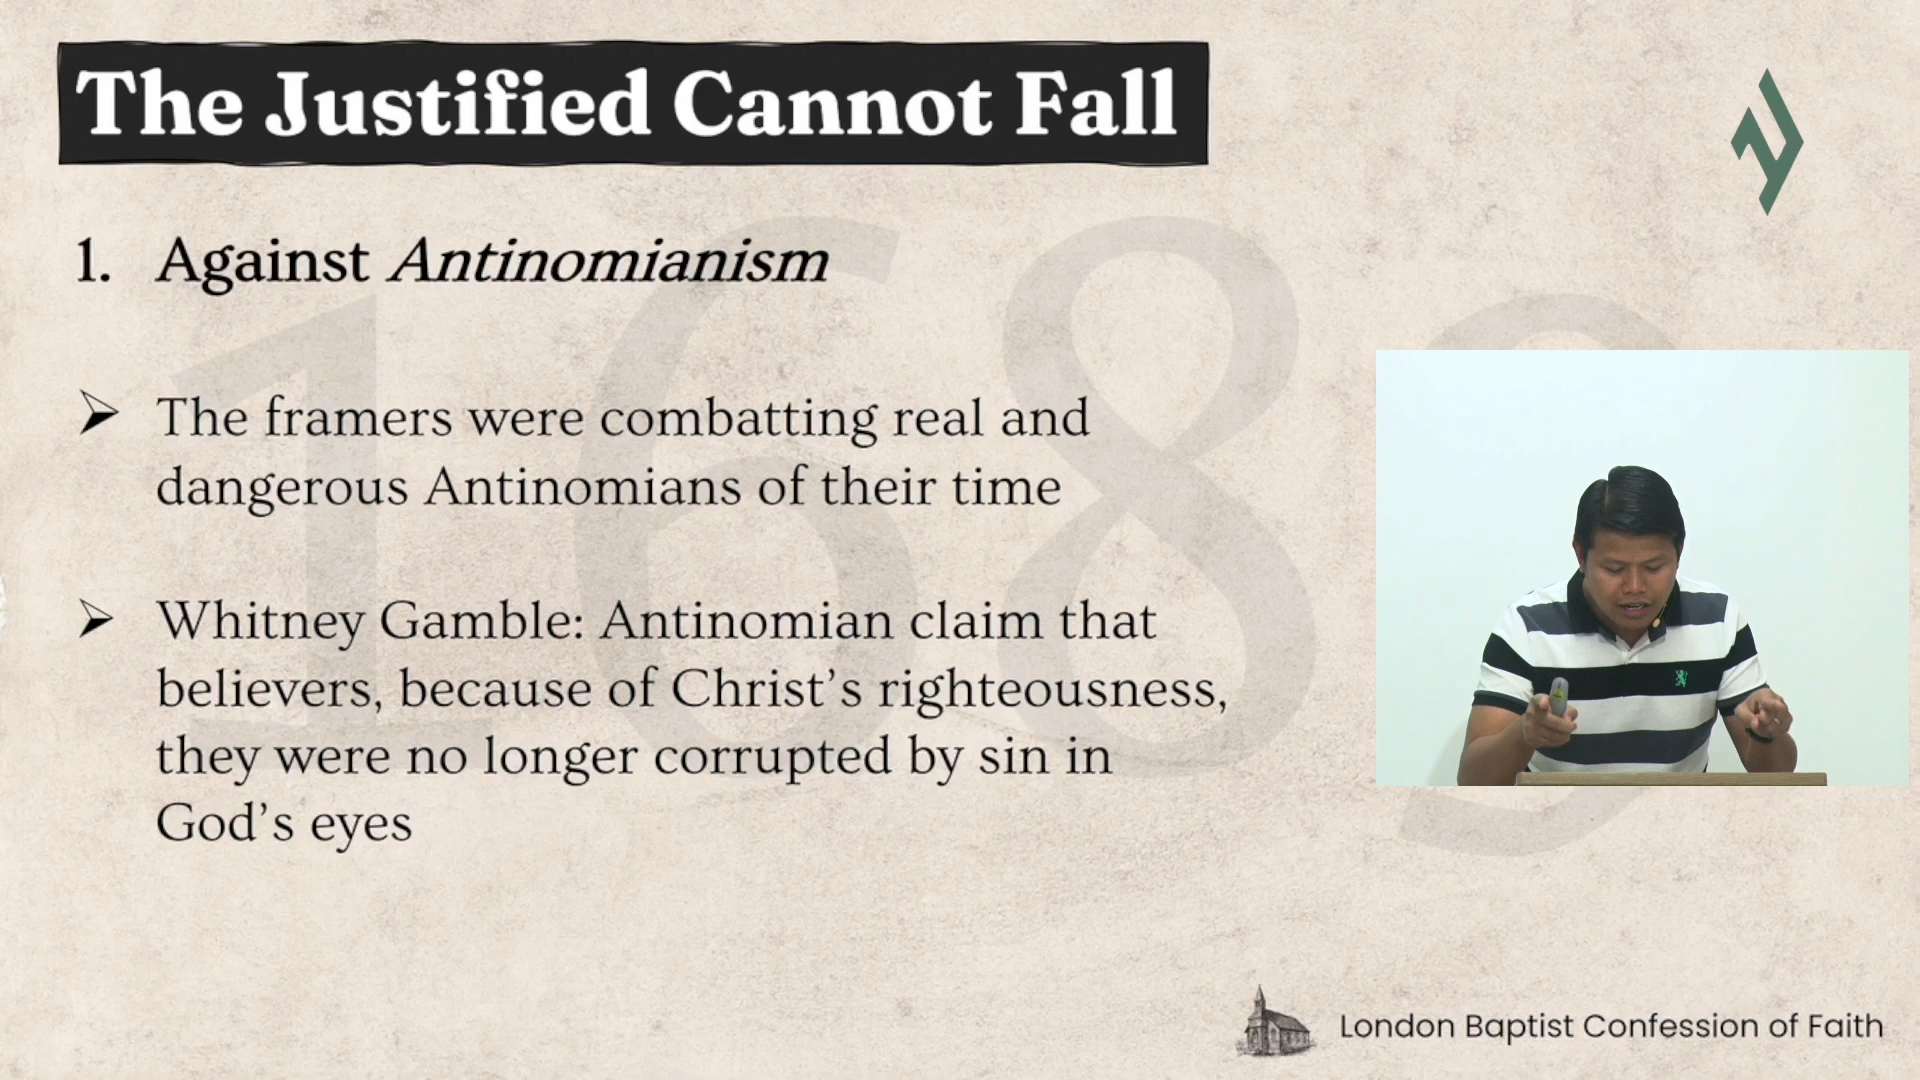 The Justified Cannot Fall
1. Against Antinomianism
The framers were combatting real and
dangerous Antinomians of their time
Whitney Gamble: Antinomian claim that
believers, because of Christ’s righteousness,
they were no longer corrupted by sin in
God’s eyes
1689
London Baptist Confession of Faith